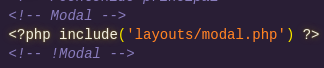 <!-- Modal -->
<?php include('layouts/modal.php') ?>
<!-- !Modal -->